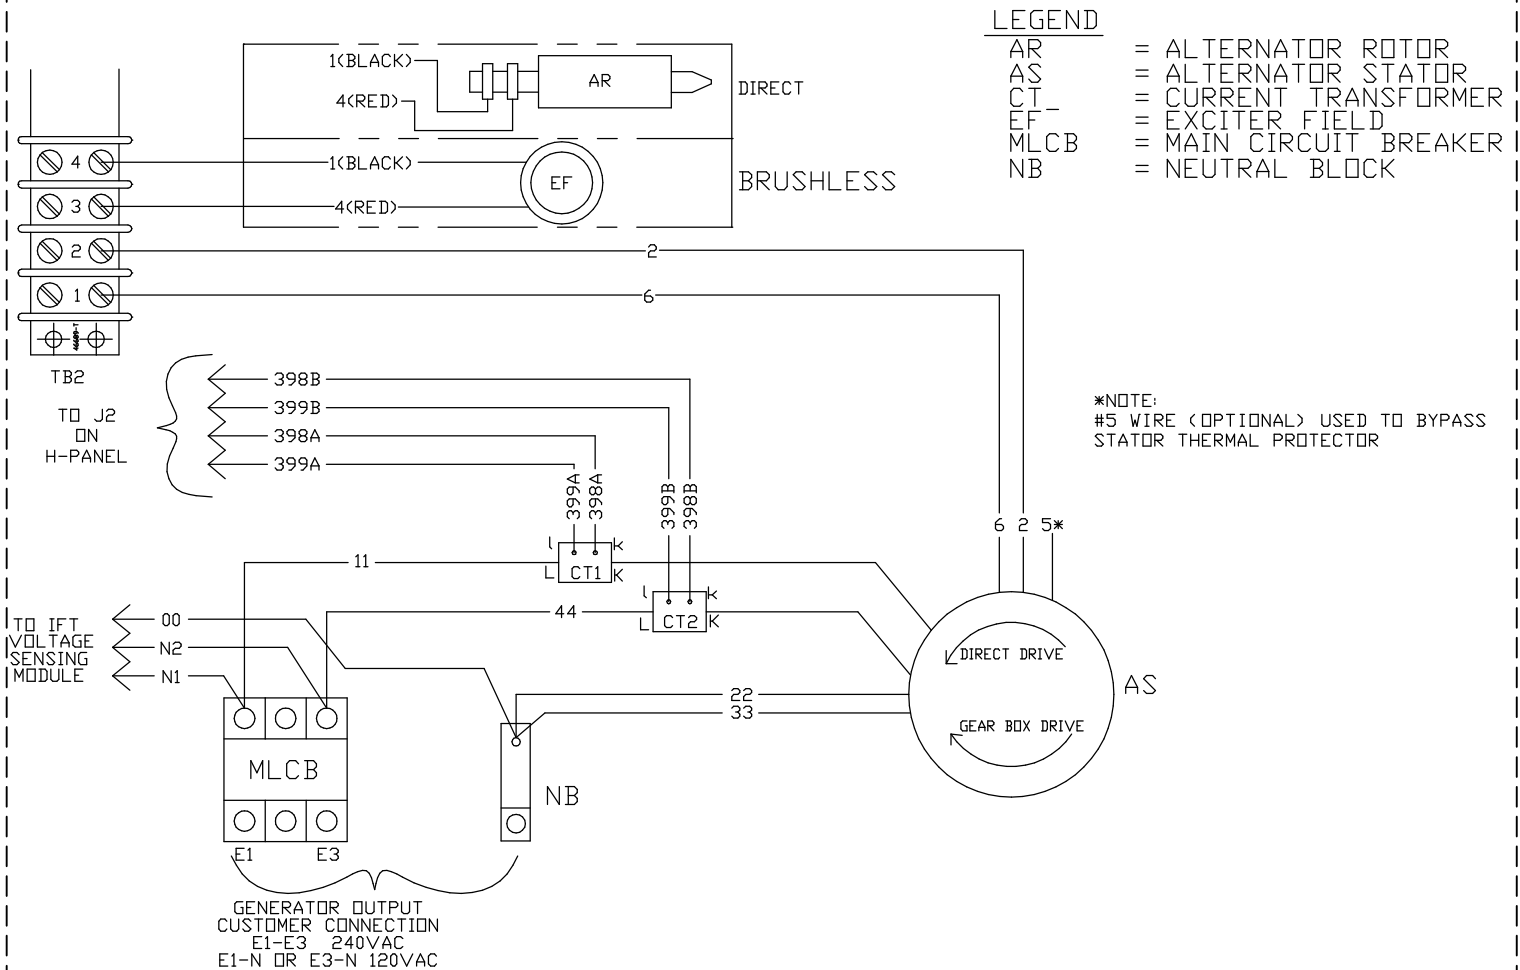 LEGEND
AR = ALTERNATOR ROTOR
AS = ALTERNATOR STATOR
CT_ = CURRENT TRANSFORMER
EF = EXCITER FIELD
MLCB = MAIN CIRCUIT BREAKER
NB = NEUTRAL BLOCK
1(BLACK)
4(RED)
AR
DIRECT
4
1(BLACK)
EF
BRUSHLESS
3
4(RED)
2
2
1
6
TB2
TO J2
ON
H-PANEL
398B
399B
398A
399A
399A
398A
399B
398B
*NOTE:
#5 WIRE (OPTIONAL) USED TO BYPASS
STATOR THERMAL PROTECTOR
6 2 5*
l k
11
L CT1 K
l k
44
L CT2 K
TO IFT
VOLTAGE
SENSING
MODULE
00
N2
N1
DIRECT DRIVE
AS
22
33
GEAR BOX DRIVE
MLCB
NB
E1 E3
GENERATOR OUTPUT
CUSTOMER CONNECTION
E1-E3 240VAC
E1-N OR E3-N 120VAC